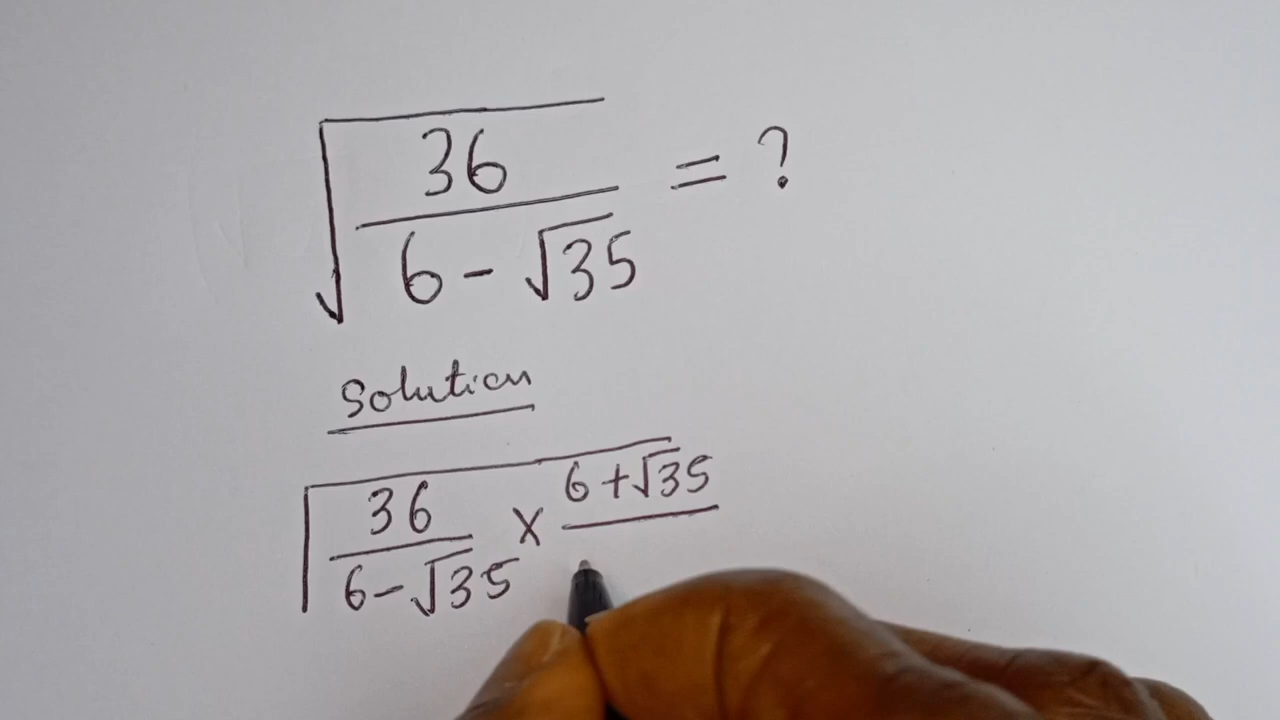 √(36/(6-√35)) = ?
Solution
√(36/(6-√35) × (6+√35)/